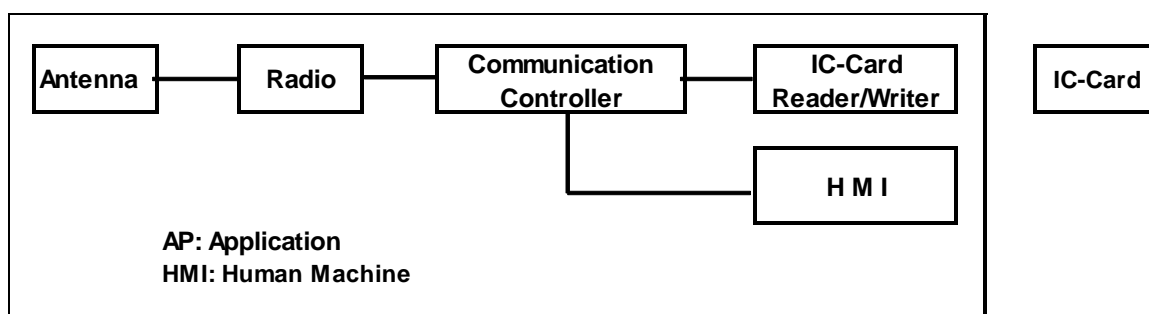 Antenna
Radio
Communication
Controller
IC-Card
Reader/Writer
IC-Card
H M I
AP: Application
HMI: Human Machine